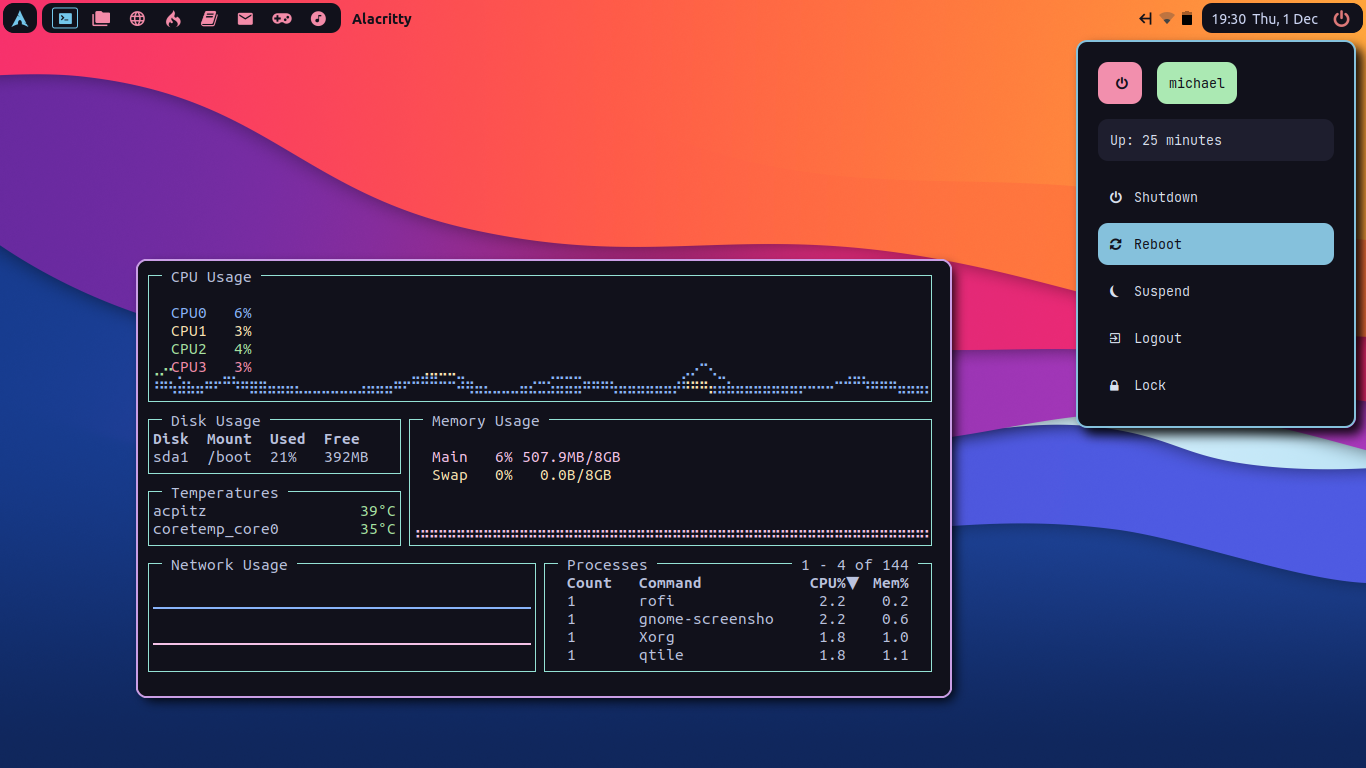 Alacritty
19:30 Thu, 1 Dec
michael
Up: 25 minutes
Shutdown
Reboot
Suspend
Logout
Lock
CPU Usage
CPU0 6%
CPU1 3%
CPU2 4%
CPU3 3%
Disk Usage
Disk Mount Used Free
sda1 /boot 21% 392MB
Memory Usage
Main 6% 507.9MB/8GB
Swap 0% 0.0B/8GB
Temperatures
acpitz 39°C
coretemp_core0 35°C
Network Usage
Processes 1 - 4 of 144
Count Command CPU%▼ Mem%
1 rofi 2.2 0.2
1 gnome-screensho 2.2 0.6
1 Xorg 1.8 1.0
1 qtile 1.8 1.1